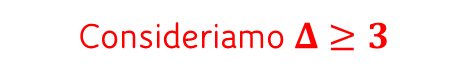 Consideriamo 𝚫 ≥ 𝟑